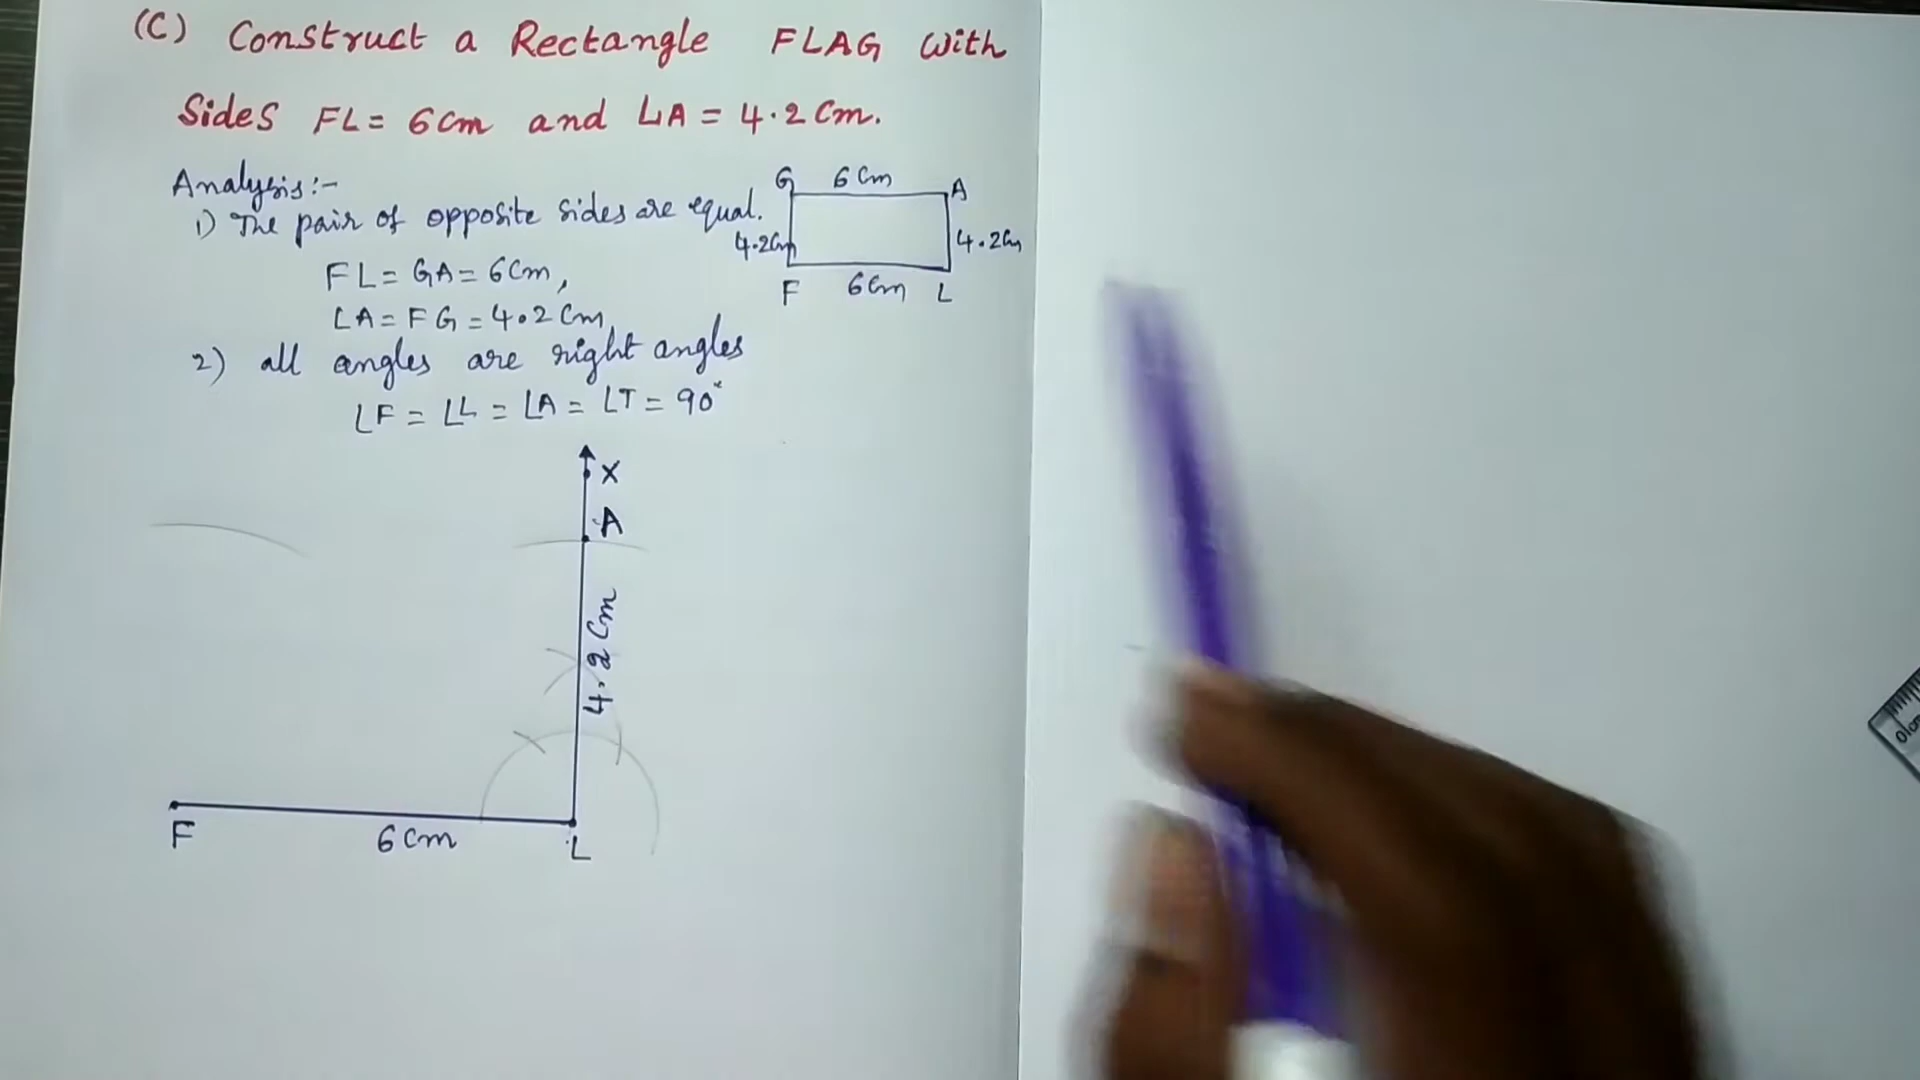 (C) Construct a Rectangle FLAG With
Sides FL = 6cm and LA = 4.2 Cm.
Analysis:-
1) The pair of opposite sides are equal.
FL = GA = 6Cm,
LA = FG = 4.2 Cm
2) all angles are right angles
∠F = ∠L = ∠A = ∠T = 90°
G 6 Cm A
4.2Cm 4.2Cm
F 6Cm L
X
A
4.2 Cm
F 6 Cm L
01cm